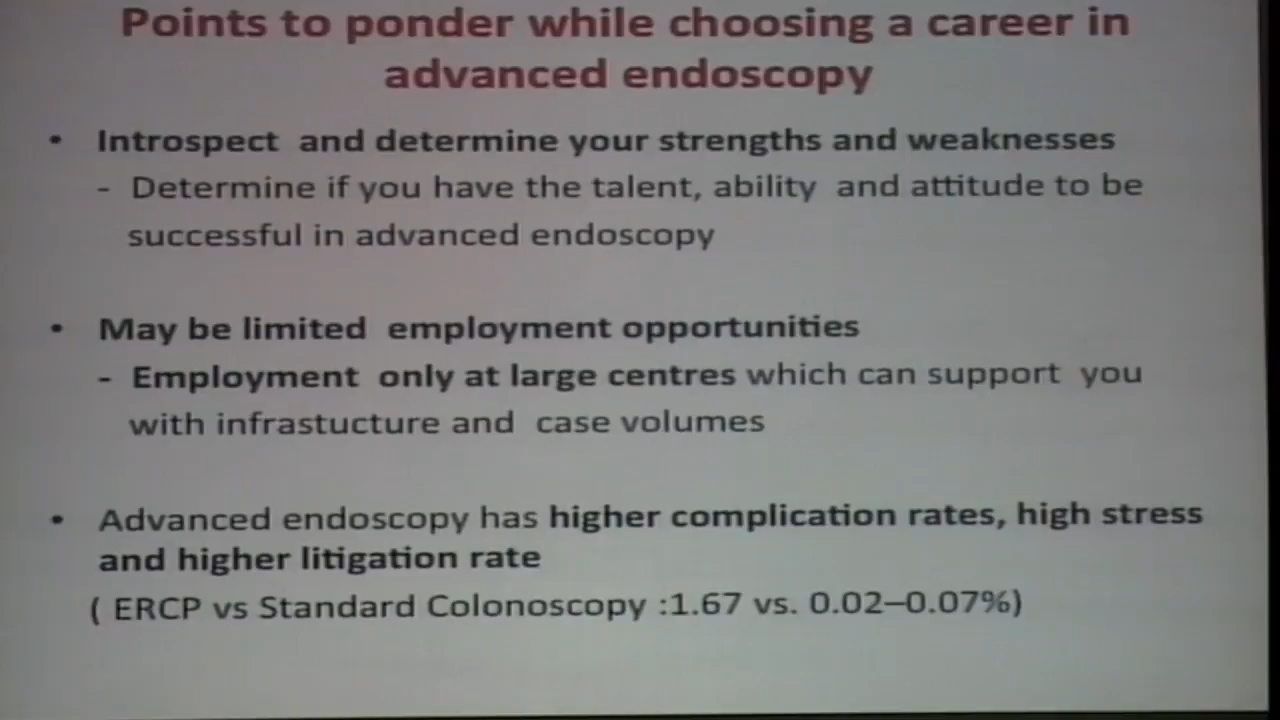 Points to ponder while choosing a career in
advanced endoscopy
• Introspect and determine your strengths and weaknesses
- Determine if you have the talent, ability and attitude to be
successful in advanced endoscopy
• May be limited employment opportunities
- Employment only at large centres which can support you
with infrastucture and case volumes
• Advanced endoscopy has higher complication rates, high stress
and higher litigation rate
( ERCP vs Standard Colonoscopy :1.67 vs. 0.02–0.07%)